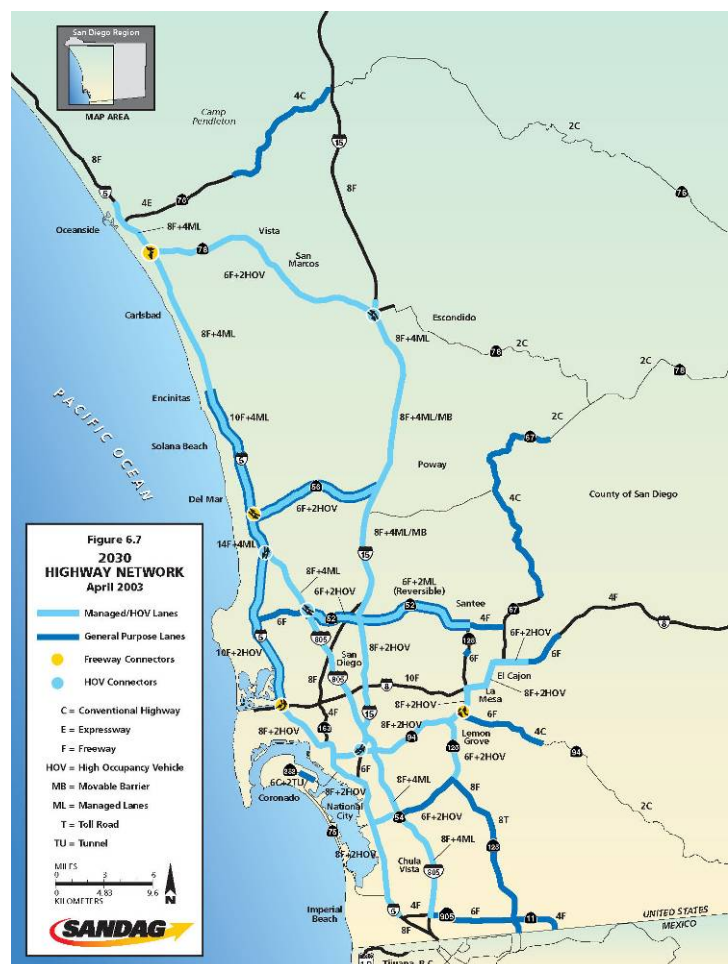 San Diego Region
MAP AREA
Camp
Pendleton
4C
2C
15
8F
8F
5
4E
76
76
Oceanside
8F+4ML
Vista
78
San
Marcos
6F+2HOV
Carlsbad
8F+4ML
Escondido
8F+4ML
2C
78
2C
78
Encinitas
10F+4ML
8F+4ML/MB
2C
67
Solana Beach
5
Poway
56
4C
County of San Diego
Del Mar
6F+2HOV
14F+4ML
8F+4ML/MB
15
8F+4ML
6F+2HOV
6F+2ML
(Reversible)
52
Santee
67
4F
8
6F
52
125
4F
6F+2HOV
5
805
San
Diego
8F+2HOV
6F
6F
10F+2HOV
805
El Cajon
8F
8
10F
8F+2HOV
La
Mesa
8F+2HOV
15
4F
8F+2HOV
6F
8F+2HOV
163
94
Lemon
Grove
4C
94
6F
125
6F+2HOV
282
6C+2TU
8F+2HOV
8F+4ML
8F
2C
Coronado
National
City
54
6F+2HOV
8T
75
8F+4ML
125
8F+2HOV
Chula
Vista
805
Imperial
Beach
5
4F
905
6F
11
4F
8F
UNITED STATES
MEXICO
Tijuana, B.C.
PACIFIC OCEAN
Figure 6.7
2030
HIGHWAY NETWORK
April 2003
Managed/HOV Lanes
General Purpose Lanes
Freeway Connectors
HOV Connectors
C = Conventional Highway
E = Expressway
F = Freeway
HOV = High Occupancy Vehicle
MB = Movable Barrier
ML = Managed Lanes
T = Toll Road
TU = Tunnel
MILES
0 3 6
0 4.83 9.6
KILOMETERS
N
SANDAG